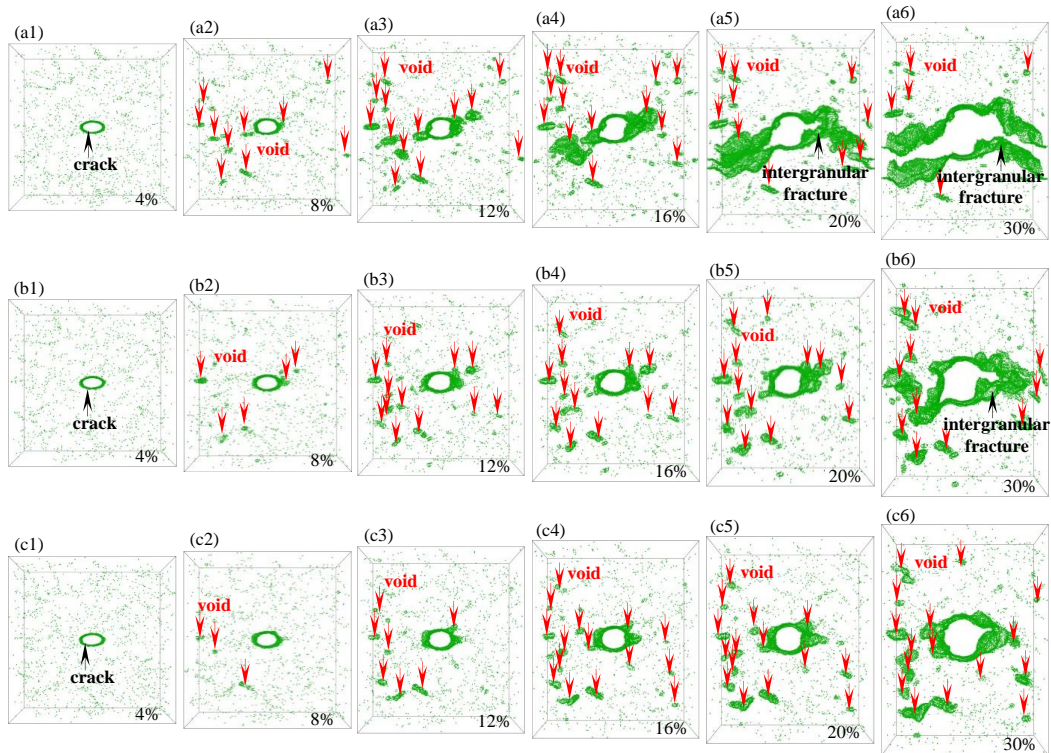 (a1)
(a2)
(a3)
(a4)
(a5)
(a6)
void
void
void
void
void
void
crack
intergranular
fracture
intergranular
fracture
4%
8%
12%
16%
20%
30%
(b1)
(b2)
(b3)
(b4)
(b5)
(b6)
void
void
void
void
void
crack
intergranular
fracture
4%
8%
12%
16%
20%
30%
(c1)
(c2)
(c3)
(c4)
(c5)
(c6)
void
void
void
void
void
crack
4%
8%
12%
16%
20%
30%